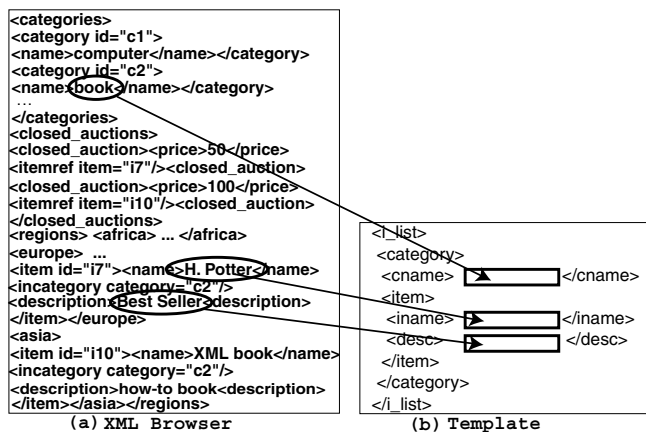 <categories>
<category id="c1">
<name>computer</name></category>
<category id="c2">
<name>book</name></category>
...
</categories>
<closed_auctions>
<closed_auction><price>50</price>
<itemref item="i7"/><closed_auction>
<closed_auction><price>100</price>
<itemref item="i10"/><closed_auction>
</closed_auctions>
<regions> <africa> ... </africa>
<europe> ...
<item id="i7"><name>H. Potter</name>
<incategory category="c2"/>
<description>Best Seller<description>
</item></europe>
<asia>
<item id="i10"><name>XML book</name>
<incategory category="c2"/>
<description>how-to book<description>
</item></asia></regions>
(a) XML Browser
<i_list>
<category>
<cname> </cname>
<item>
<iname> </iname>
<desc> </desc>
</item>
</category>
</i_list>
(b) Template